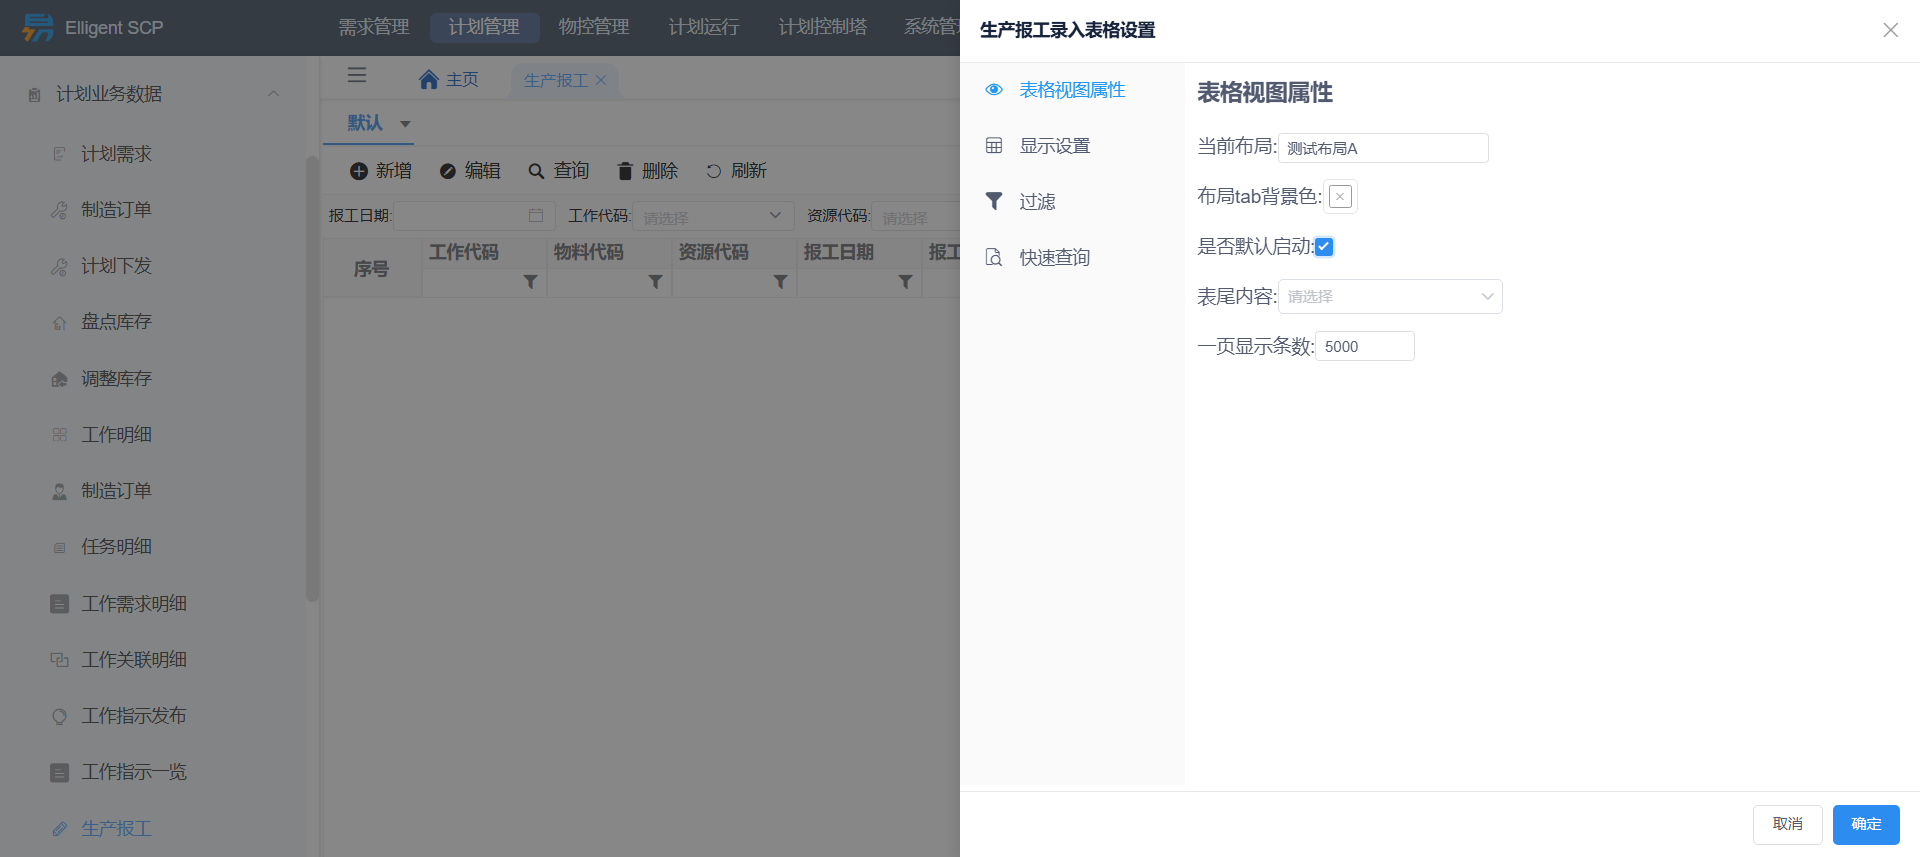 Elligent SCP
需求管理
计划管理
物控管理
计划运行
计划控制塔
系统管
计划业务数据
计划需求
制造订单
计划下发
盘点库存
调整库存
工作明细
制造订单
任务明细
工作需求明细
工作关联明细
工作指示发布
工作指示一览
生产报工
主页
生产报工
默认
新增
编辑
查询
删除
刷新
报工日期:
工作代码:
请选择
资源代码:
请选择
序号
工作代码
物料代码
资源代码
报工日期
报工
生产报工录入表格设置
表格视图属性
显示设置
过滤
快速查询
表格视图属性
当前布局:
测试布局A
布局tab背景色:
是否默认启动:
表尾内容:
请选择
一页显示条数:
5000
取消
确定